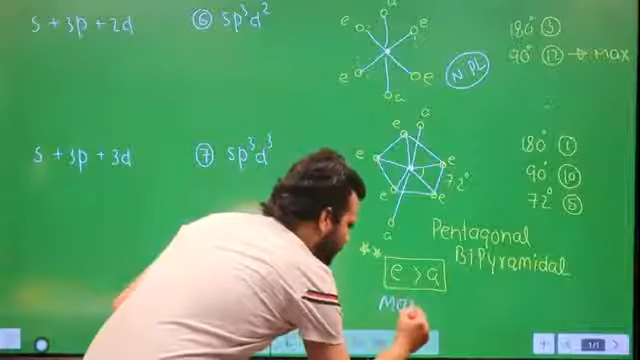 s + 3p + 2d
⑥ sp³d²
a
e
e
e
e
a
N.PL
180° ③
90° ⑫ → Max
s + 3p + 3d
⑦ sp³d³
a
e
e
e
e
e
72°
a
180° ①
90° ⑩
72° ⑤
Pentagonal
BiPyramidal
** e > a
1/1